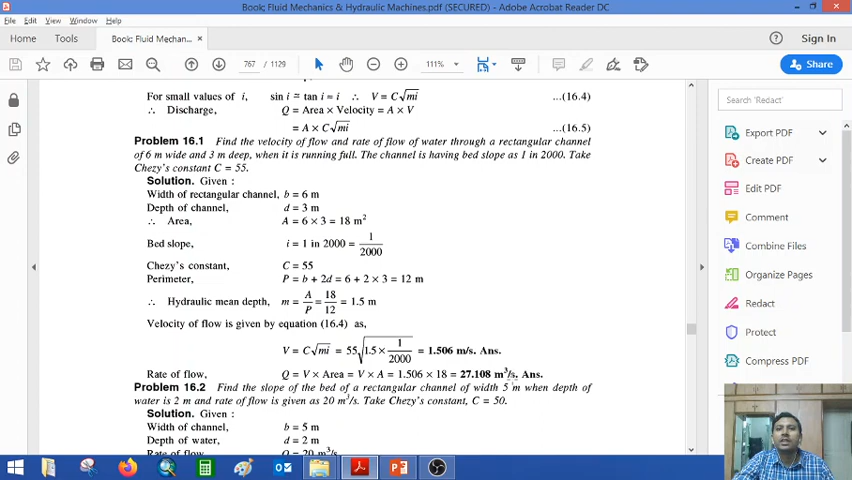 Book; Fluid Mechanics & Hydraulic Machines.pdf (SECURED) - Adobe Acrobat Reader DC
File Edit View Window Help
Home Tools Book; Fluid Mechan... × Sign In
767 / 1129 111% Share
For small values of i, sin i ≃ tan i = i ∴ V = C√mi ...(16.4)
∴ Discharge, Q = Area × Velocity = A × V
= A × C√mi ...(16.5)
Problem 16.1 Find the velocity of flow and rate of flow of water through a rectangular channel
of 6 m wide and 3 m deep, when it is running full. The channel is having bed slope as 1 in 2000. Take
Chezy's constant C = 55.
Solution. Given :
Width of rectangular channel, b = 6 m
Depth of channel, d = 3 m
∴ Area, A = 6 × 3 = 18 m²
Bed slope, i = 1 in 2000 = 1/2000
Chezy's constant, C = 55
Perimeter, P = b + 2d = 6 + 2 × 3 = 12 m
∴ Hydraulic mean depth, m = A/P = 18/12 = 1.5 m
Velocity of flow is given by equation (16.4) as,
V = C√mi = 55√1.5 × 1/2000 = 1.506 m/s. Ans.
Rate of flow, Q = V × Area = V × A = 1.506 × 18 = 27.108 m³/s. Ans.
Problem 16.2 Find the slope of the bed of a rectangular channel of width 5 m when depth of
water is 2 m and rate of flow is given as 20 m³/s. Take Chezy's constant, C = 50.
Solution. Given :
Width of channel, b = 5 m
Depth of water, d = 2 m
Rate of flow, Q = 20 m³/s
Search 'Redact'
Export PDF
Create PDF
Edit PDF
Comment
Combine Files
Organize Pages
Redact
Protect
Compress PDF